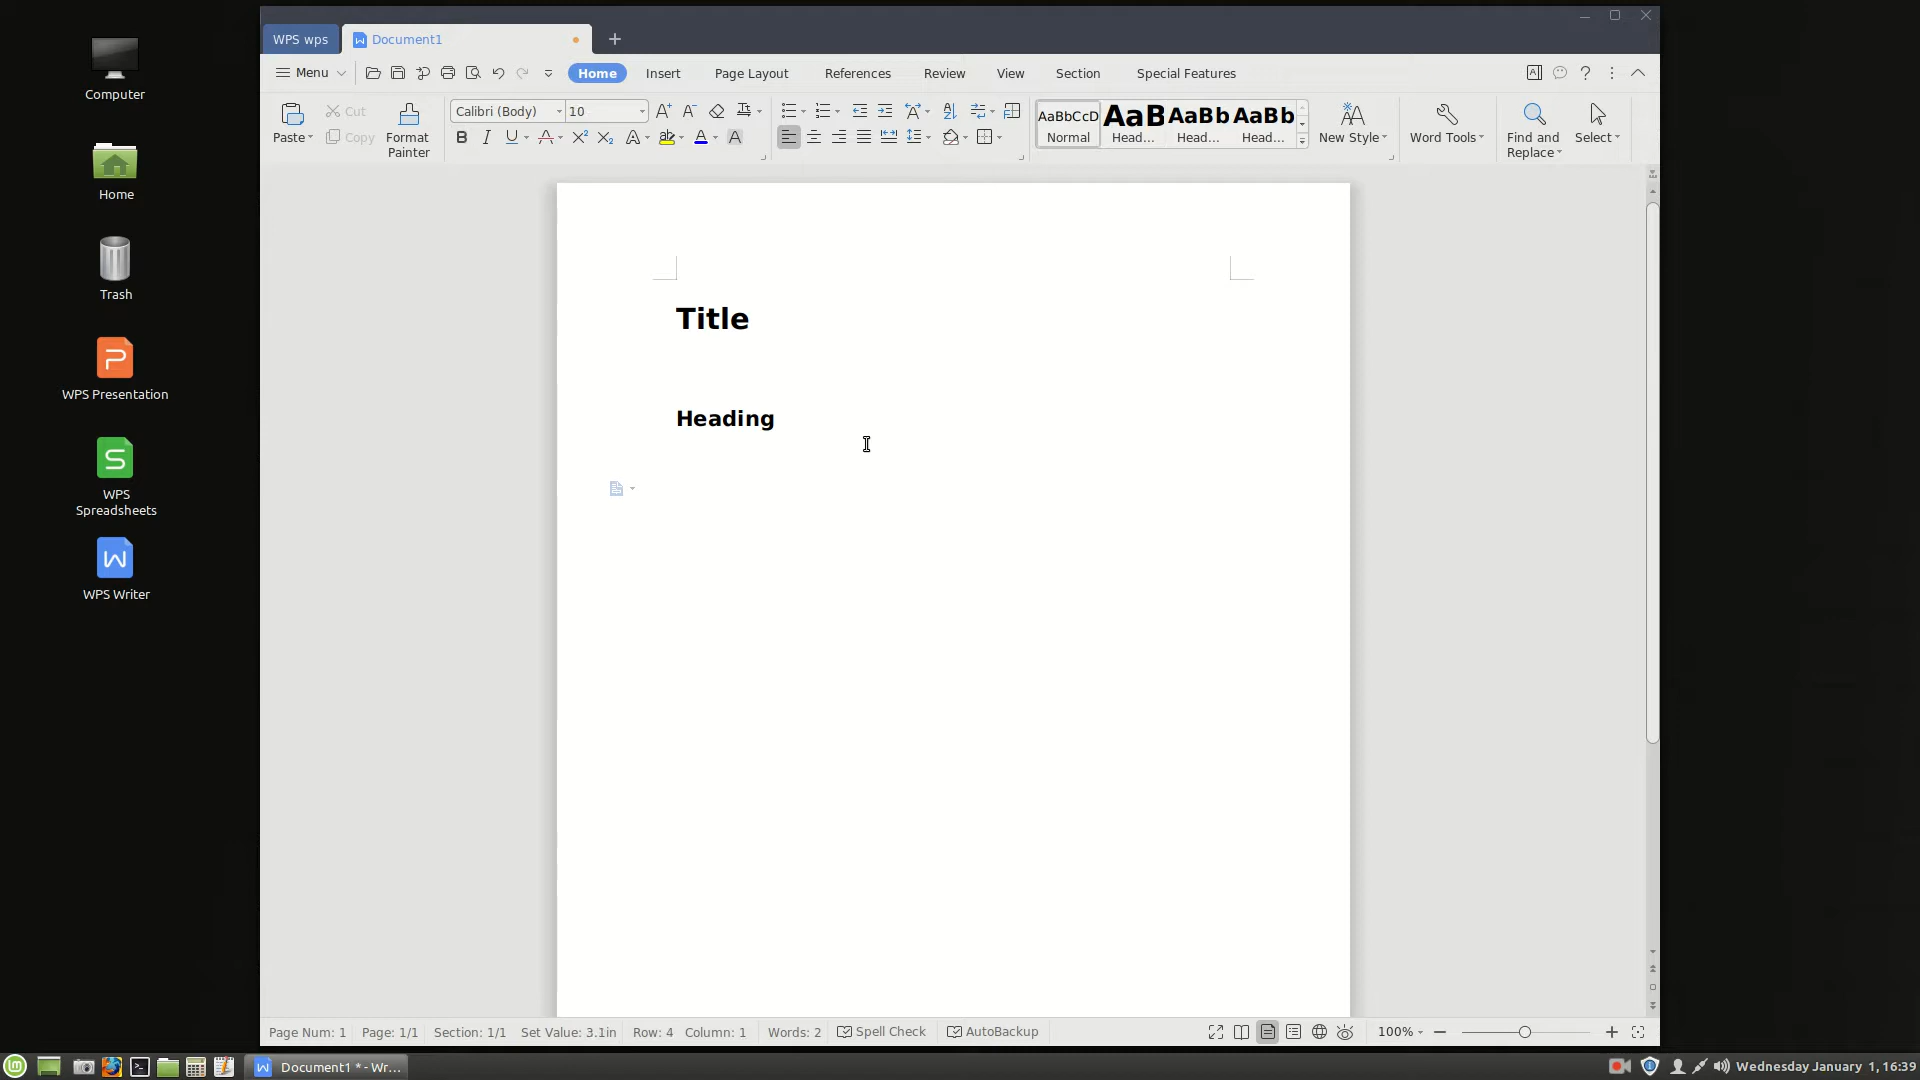 Computer
Home
Trash
WPS Presentation
WPS
Spreadsheets
WPS Writer
WPS wps
Document1
Menu
Home
Insert
Page Layout
References
Review
View
Section
Special Features
Paste
Cut
Copy
Format
Painter
Calibri (Body)
10
AaBbCcD
Normal
AaB
Head...
AaBb
Head...
AaBb
Head...
New Style
Word Tools
Find and
Replace
Select
Title
Heading
Page Num: 1
Page: 1/1
Section: 1/1
Set Value: 3.1in
Row: 4
Column: 1
Words: 2
Spell Check
AutoBackup
100%
Document1 * - Wr...
Wednesday January 1, 16:39